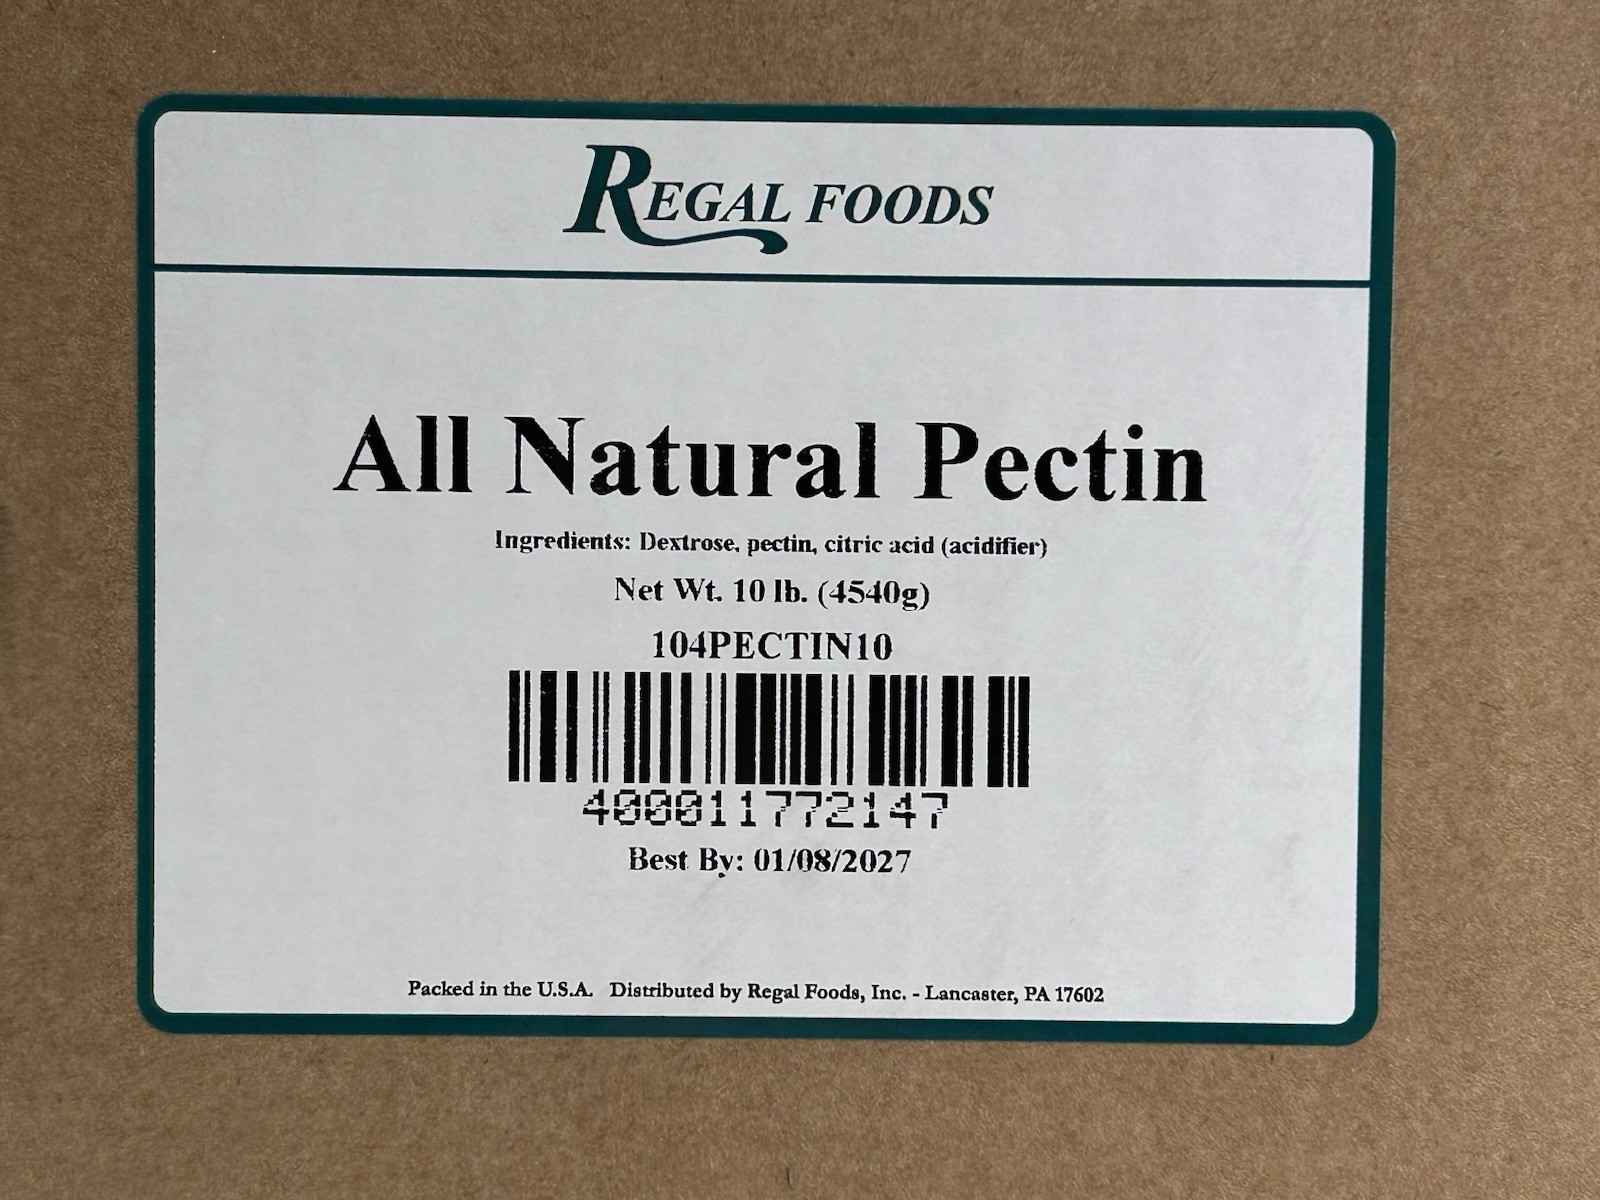 REGAL FOODS
All Natural Pectin
Ingredients: Dextrose, pectin, citric acid (acidifier)
Net Wt. 10 lb. (4540g)
104PECTIN10
400011772147
Best By: 01/08/2027
Packed in the U.S.A. Distributed by Regal Foods, Inc. - Lancaster, PA 17602